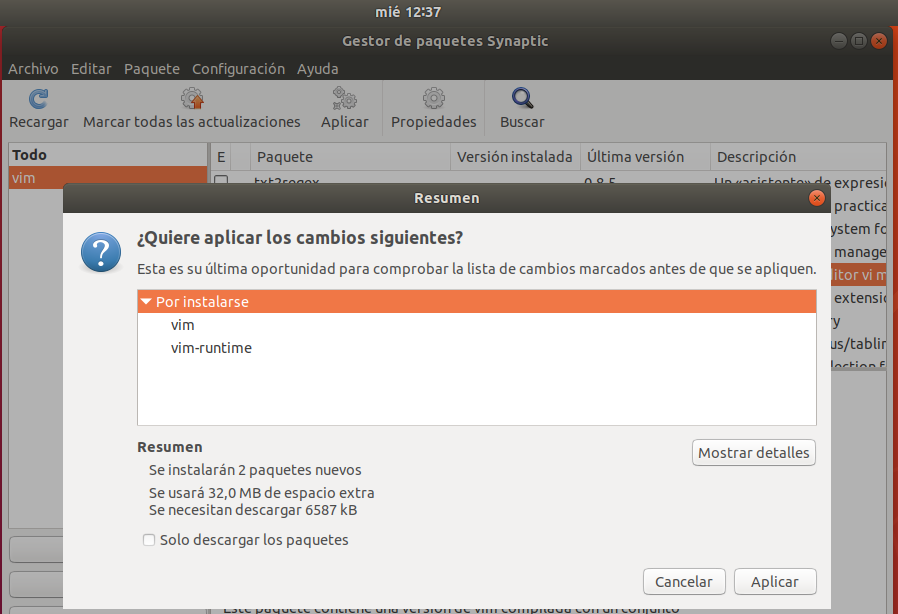 mié 12:37
Gestor de paquetes Synaptic
Archivo Editar Paquete Configuración Ayuda
Recargar Marcar todas las actualizaciones Aplicar Propiedades Buscar
Todo
vim
E Paquete Versión instalada Última versión Descripción
txt2regex 0.8-5 Un «asistente» de expresi
practica
ystem fo
manage
litor vi m
extensio
ry
us/tablin
lection f
Resumen
¿Quiere aplicar los cambios siguientes?
Esta es su última oportunidad para comprobar la lista de cambios marcados antes de que se apliquen.
Por instalarse
vim
vim-runtime
Resumen
Mostrar detalles
Se instalarán 2 paquetes nuevos
Se usará 32,0 MB de espacio extra
Se necesitan descargar 6587 kB
Solo descargar los paquetes
Cancelar Aplicar
Este paquete contiene una versión de vim compilada con un conjunto